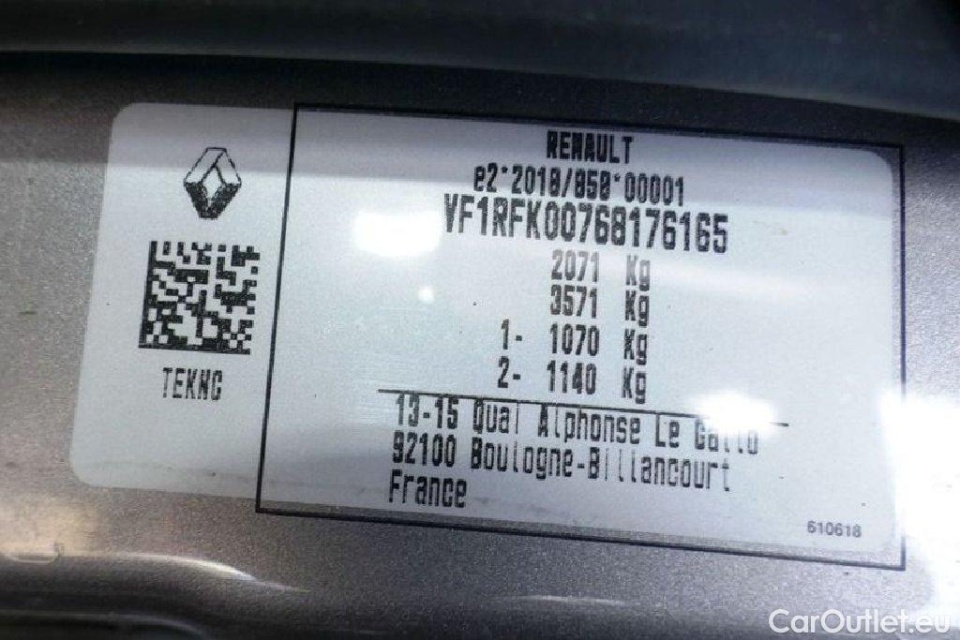 RENAULT
e2*2018/858*00001
VF1RFK00768176165
2071 Kg
3571 Kg
1- 1070 Kg
2- 1140 Kg
TEKNC
13-15 Quai Alphonse Le Gallo
92100 Boulogne-Billancourt
France
610618
CarOutlet.eu